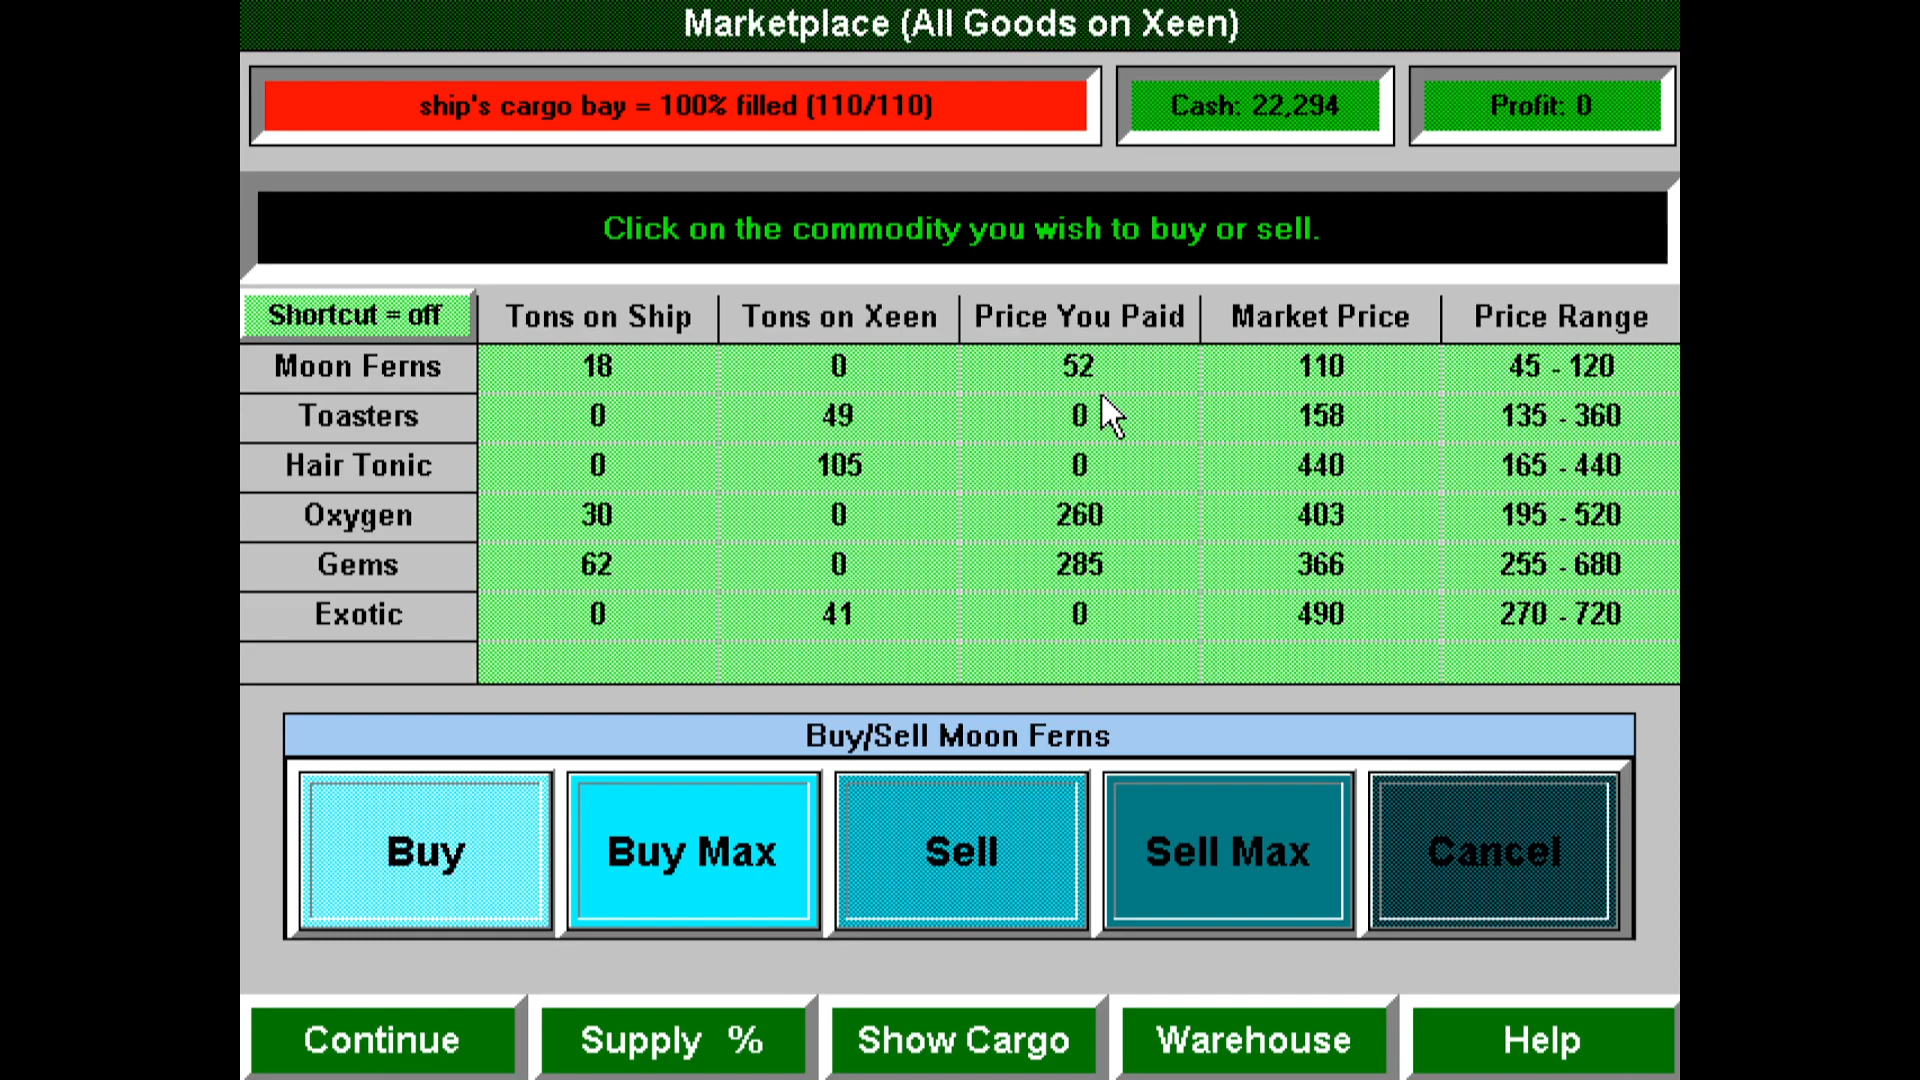 Marketplace (All Goods on Xeen)
ship's cargo bay = 100% filled (110/110) Cash: 22,294 Profit: 0
Click on the commodity you wish to buy or sell.
Shortcut = off Tons on Ship Tons on Xeen Price You Paid Market Price Price Range
Moon Ferns 18 0 52 110 45 - 120
Toasters 0 49 0 158 135 - 360
Hair Tonic 0 105 0 440 165 - 440
Oxygen 30 0 260 403 195 - 520
Gems 62 0 285 366 255 - 680
Exotic 0 41 0 490 270 - 720
Buy/Sell Moon Ferns
Buy Buy Max Sell Sell Max Cancel
Continue Supply % Show Cargo Warehouse Help